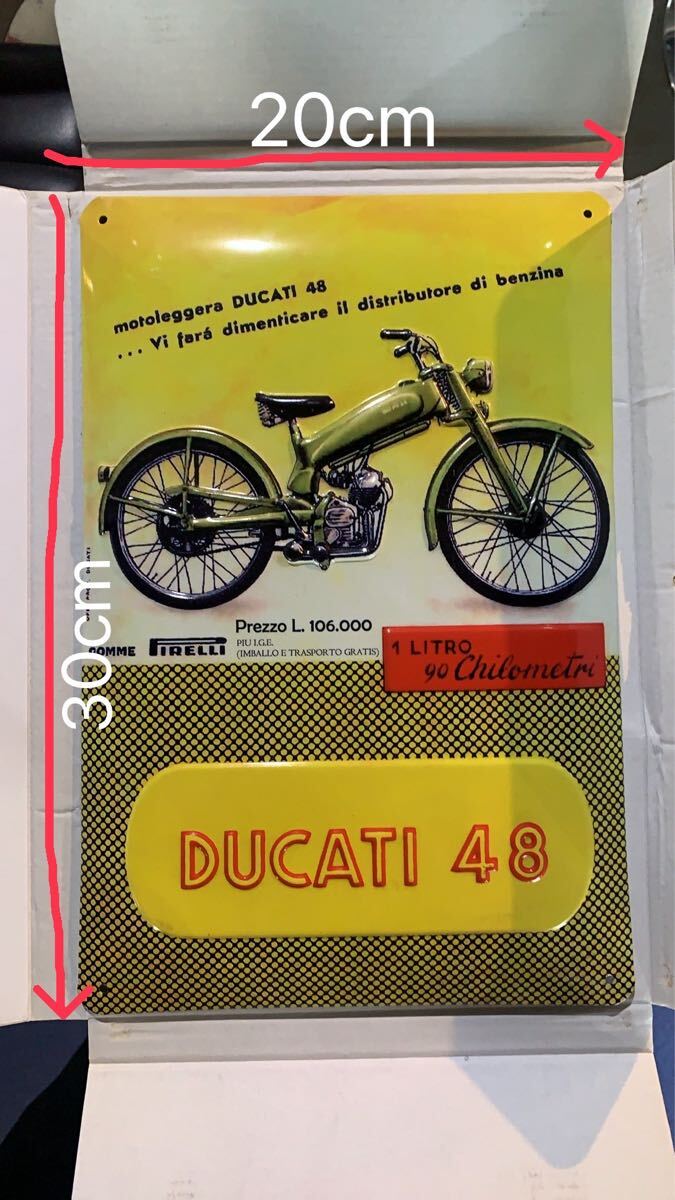 20cm
motoleggera DUCATI 48
... Vi fará dimenticare il distributore di benzina
30cm
Prezzo L. 106.000
PIU I.G.E.
(IMBALLO E TRASPORTO GRATIS)
GOMME PIRELLI
1 LITRO
90 Chilometri
DUCATI 48